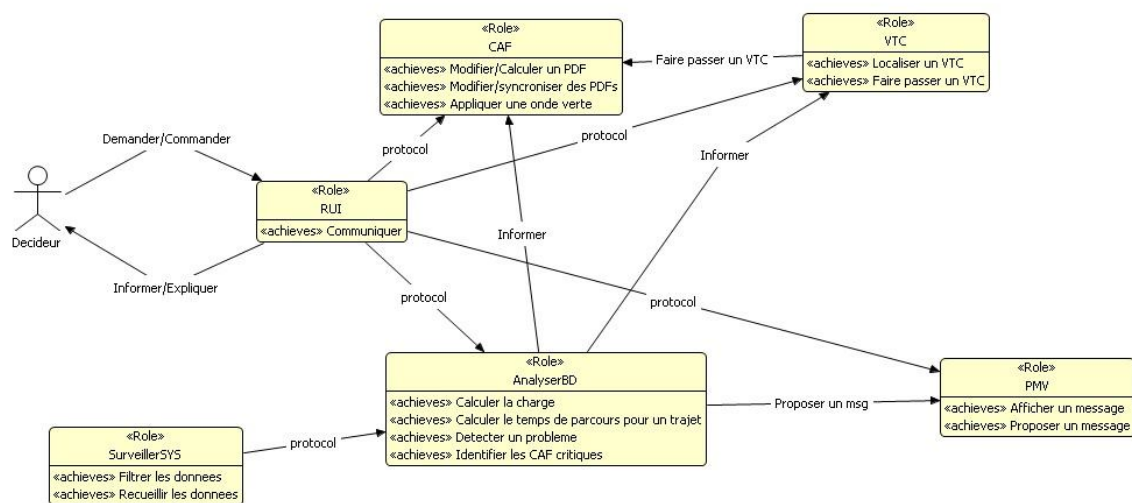 «Role»
CAF
«achieves» Modifier/Calculer un PDF
«achieves» Modifier/syncroniser des PDFs
«achieves» Appliquer une onde verte
Faire passer un VTC
«Role»
VTC
«achieves» Localiser un VTC
«achieves» Faire passer un VTC
Demander/Commander
protocol
protocol
Informer
Decideur
«Role»
RUI
«achieves» Communiquer
Informer
Informer/Expliquer
protocol
protocol
«Role»
AnalyserBD
«achieves» Calculer la charge
«achieves» Calculer le temps de parcours pour un trajet
«achieves» Detecter un probleme
«achieves» Identifier les CAF critiques
Proposer un msg
«Role»
PMV
«achieves» Afficher un message
«achieves» Proposer un message
«Role»
SurveillerSYS
«achieves» Filtrer les donnees
«achieves» Recueillir les donnees
protocol